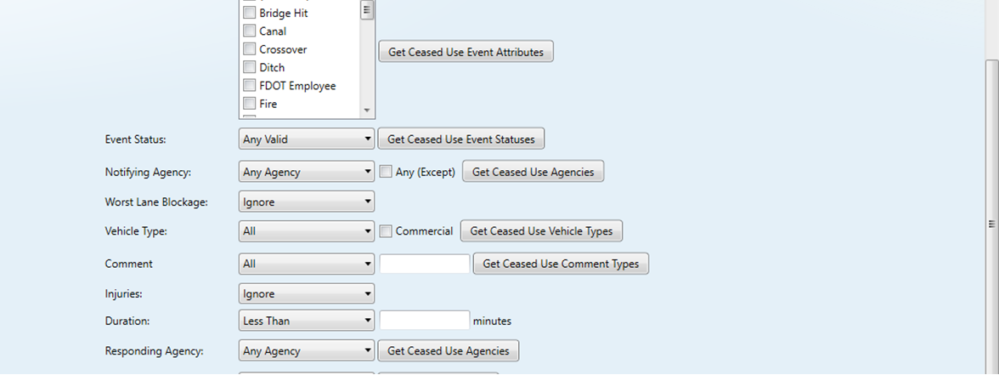 Bridge Hit
Canal
Crossover
Ditch
FDOT Employee
Fire
Get Ceased Use Event Attributes
Event Status: Any Valid Get Ceased Use Event Statuses
Notifying Agency: Any Agency Any (Except) Get Ceased Use Agencies
Worst Lane Blockage: Ignore
Vehicle Type: All Commercial Get Ceased Use Vehicle Types
Comment All Get Ceased Use Comment Types
Injuries: Ignore
Duration: Less Than minutes
Responding Agency: Any Agency Get Ceased Use Agencies